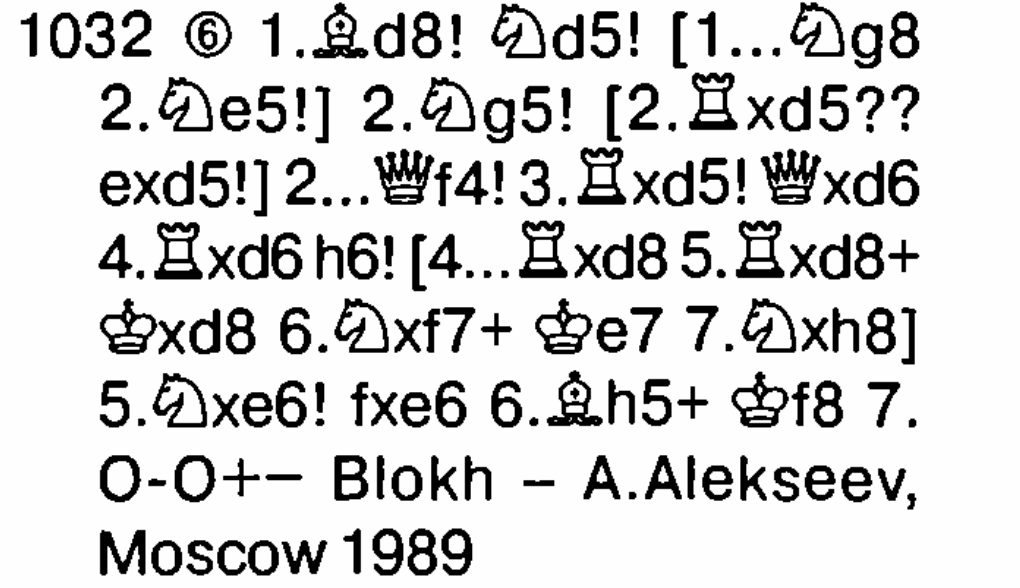 1032 ⑥ 1.♗d8! ♘d5! [1...♘g8
2.♘e5!] 2.♘g5! [2.♖xd5??
exd5!] 2...♕f4! 3.♖xd5! ♕xd6
4.♖xd6 h6! [4...♖xd8 5.♖xd8+
♔xd8 6.♘xf7+ ♔e7 7.♘xh8]
5.♘xe6! fxe6 6.♗h5+ ♔f8 7.
O-O+− Blokh – A.Alekseev,
Moscow 1989